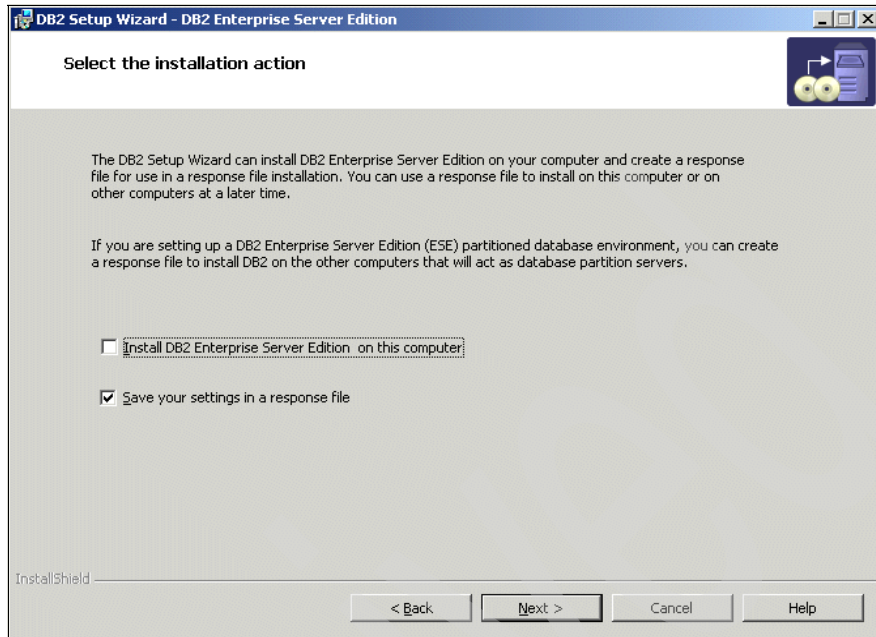 DB2 Setup Wizard - DB2 Enterprise Server Edition
Select the installation action
The DB2 Setup Wizard can install DB2 Enterprise Server Edition on your computer and create a response
file for use in a response file installation. You can use a response file to install on this computer or on
other computers at a later time.
If you are setting up a DB2 Enterprise Server Edition (ESE) partitioned database environment, you can create
a response file to install DB2 on the other computers that will act as database partition servers.
Install DB2 Enterprise Server Edition on this computer
Save your settings in a response file
InstallShield
< Back
Next >
Cancel
Help